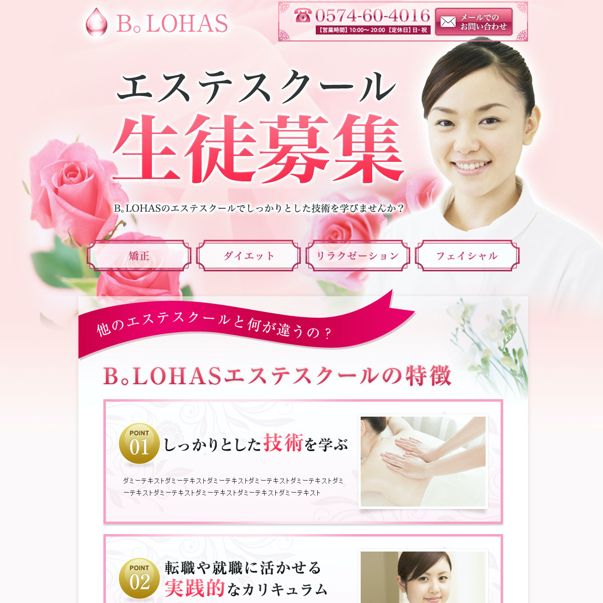 B。LOHAS
0574-60-4016
【営業時間】10:00～20:00 【定休日】日・祝
メールでの
お問い合わせ
エステスクール
生徒募集
B。LOHASのエステスクールでしっかりとした技術を学びませんか？
矯正
ダイエット
リラクゼーション
フェイシャル
他のエステスクールと何が違うの？
B。LOHASエステスクールの特徴
POINT
01
しっかりとした技術を学ぶ
ダミーテキストダミーテキストダミーテキストダミーテキストダミーテキストダミ
ーテキストダミーテキストダミーテキストダミーテキストダミーテキスト
POINT
02
転職や就職に活かせる
実践的なカリキュラム